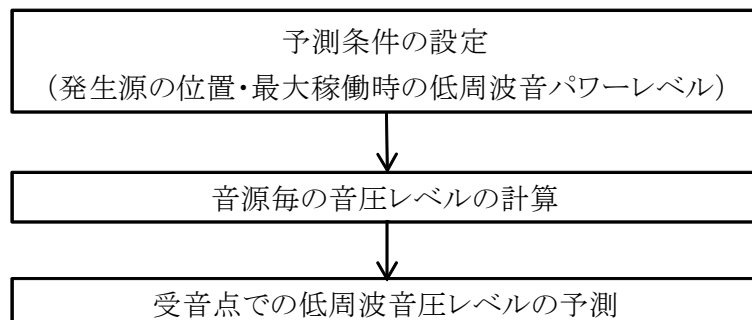 予測条件の設定
(発生源の位置・最大稼働時の低周波音パワーレベル)
音源毎の音圧レベルの計算
受音点での低周波音圧レベルの予測